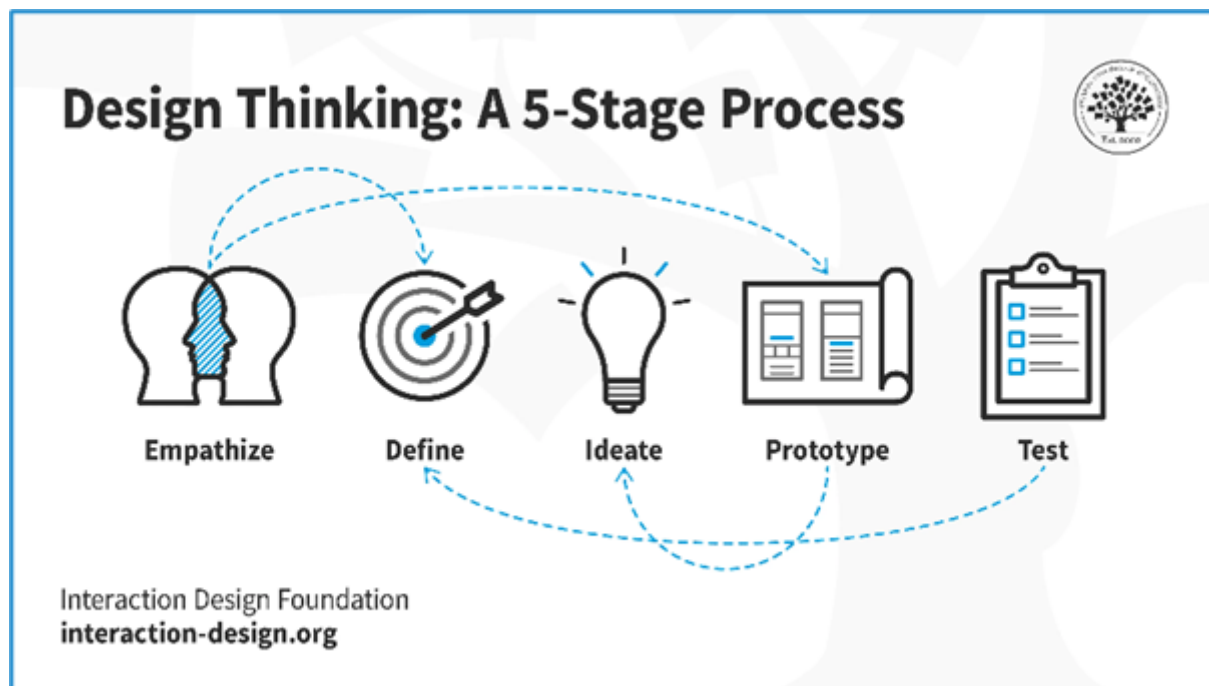 Design Thinking: A 5-Stage Process
Empathize
Define
Ideate
Prototype
Test
Interaction Design Foundation
interaction-design.org